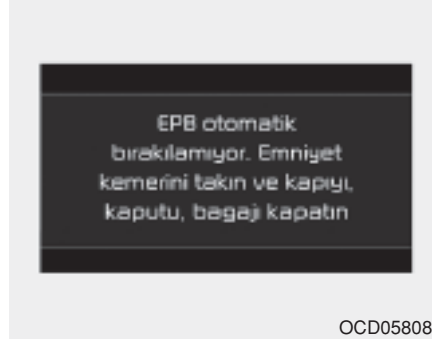 EPB otomatik
bırakılamıyor. Emniyet
kemerini takın ve kapıyı,
kaputu, bagajı kapatın
OCD05808